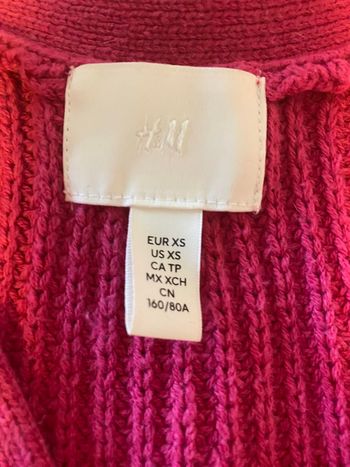 H&M
EUR XS
US XS
CA TP
MX XCH
CN
160/80A